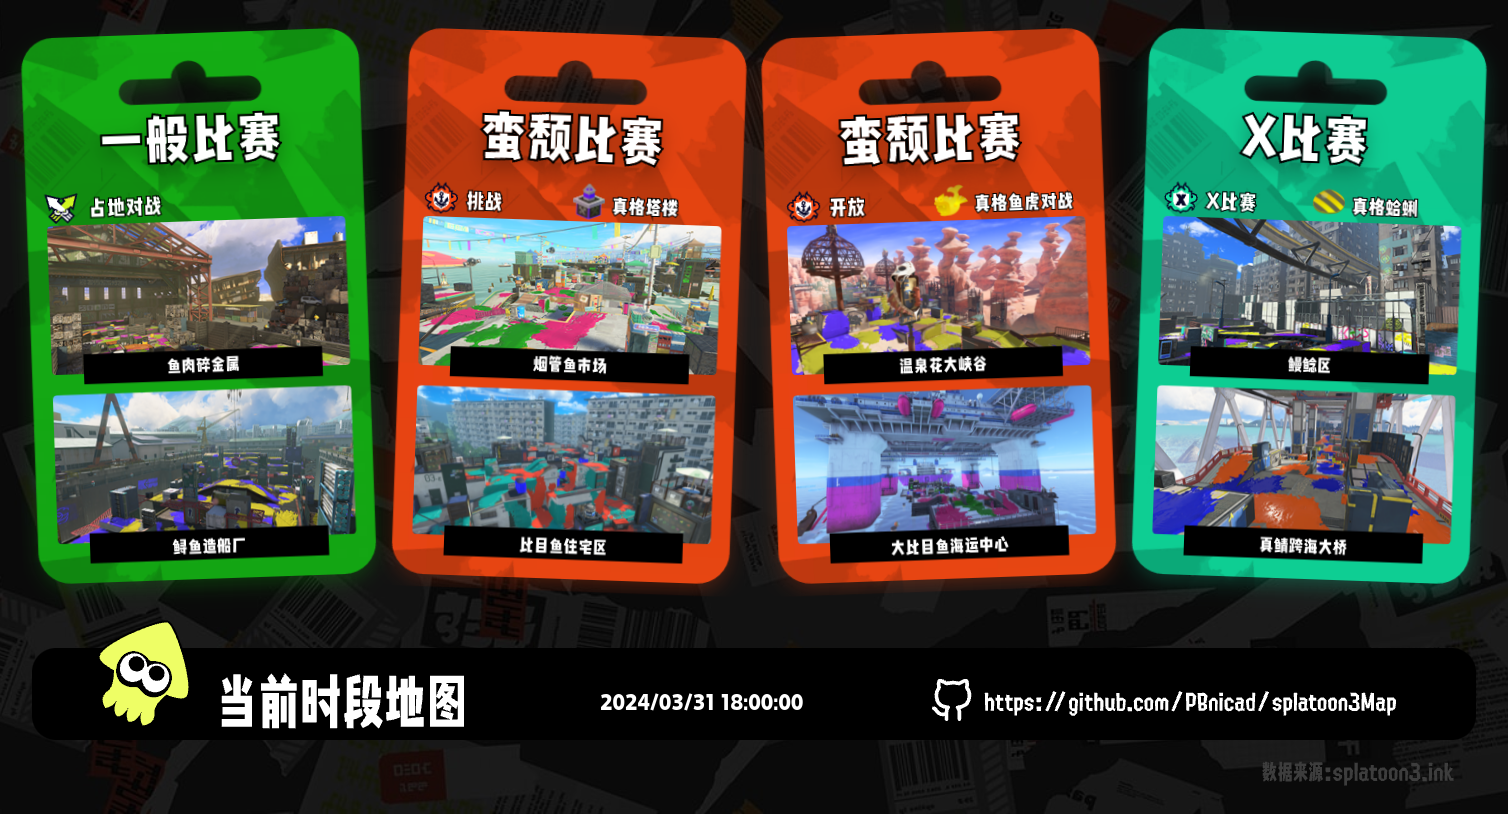 一般比赛
占地对战
鱼肉碎金属
鲟鱼造船厂
蛮颓比赛
挑战
真格塔楼
烟管鱼市场
比目鱼住宅区
蛮颓比赛
开放
真格鱼虎对战
温泉花大峡谷
大比目鱼海运中心
X比赛
X比赛
真格蛤蜊
鳗鲶区
真鲭跨海大桥
当前时段地图
2024/03/31 18:00:00
https://github.com/PBnicad/splatoon3Map
数据来源:splatoon3.ink